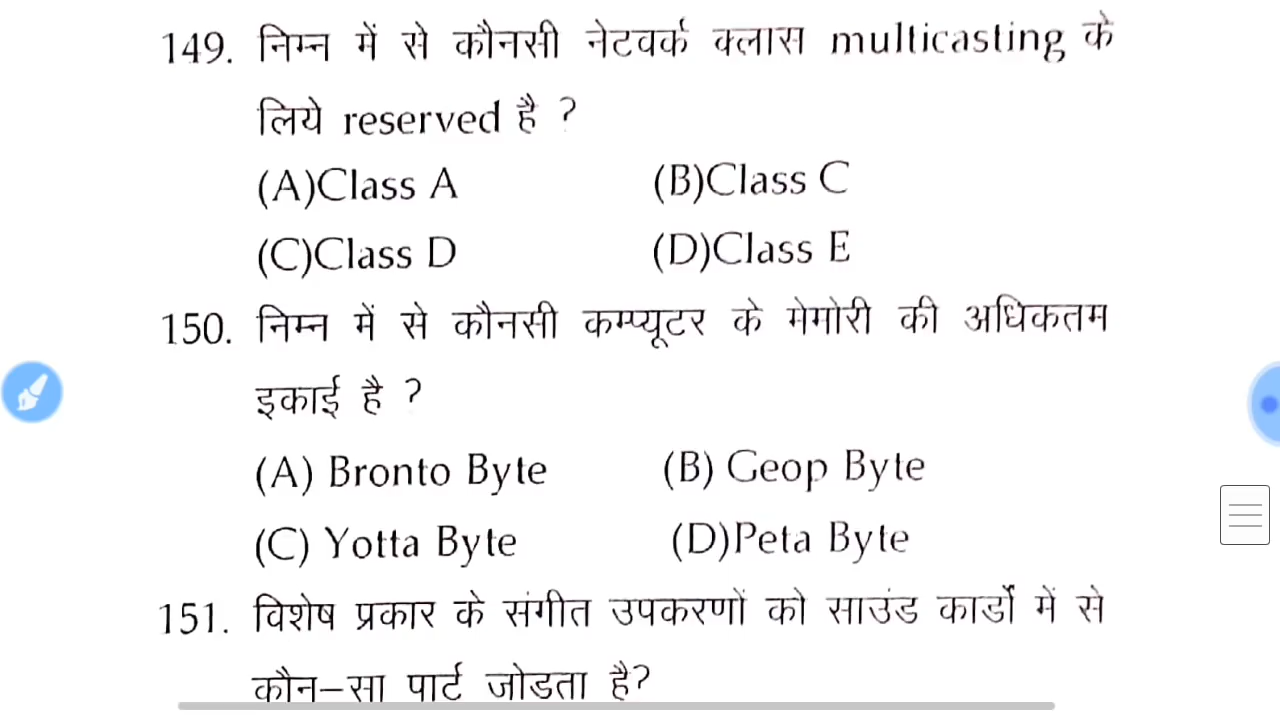 149. निम्न में से कौनसी नेटवर्क क्लास multicasting के
लिये reserved है ?
(A)Class A (B)Class C
(C)Class D (D)Class E
150. निम्न में से कौनसी कम्प्यूटर के मेमोरी की अधिकतम
इकाई है ?
(A) Bronto Byte (B) Geop Byte
(C) Yotta Byte (D)Peta Byte
151. विशेष प्रकार के संगीत उपकरणों को साउंड कार्डों में से
कौन–सा पार्ट जोडता है?